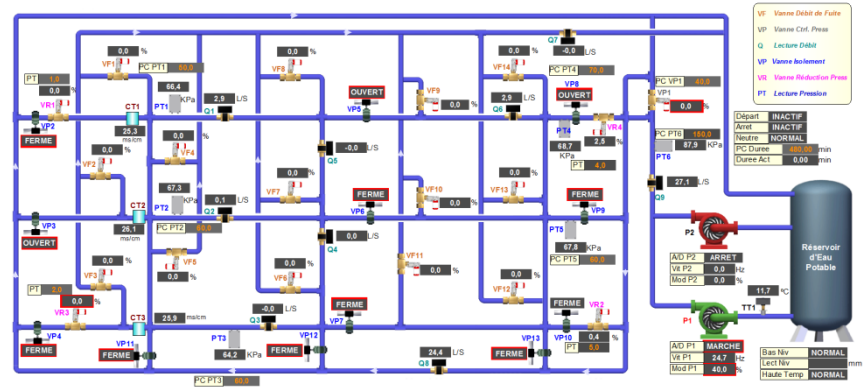 VF Vanne Débit de Fuite
VP Vanne Ctrl. Press
Q Lecture Débit
VP Vanne Isolement
VR Vanne Réduction Press
PT Lecture Pression
Q7
-0,0 L/S
0,0 %
VF1
PC PT1 50,0
0,0 %
0,0 %
VF8
0,0 %
VF14
PC PT4 70,0
PT 1,0
0,0 %
VR1
66,4
KPa
PT1
2,9 L/S
Q1
OUVERT
VP5
VF9
0,0 %
2,9 L/S
Q6
VP8
OUVERT
PC VP1 40,0
VP1
0,0 %
CT1
VP2
FERME
25,3
ms/cm
PT4
68,7
KPa
VR4
2,5 %
PT 4,0
PC PT6 150,0
87,9 KPa
PT6
Départ INACTIF
Arret INACTIF
Neutre NORMAL
PC Duree 480,00 min
Duree Act 0,00 min
0,0 %
VF2
0,0 %
VF4
Q5
-0,0 L/S
67,3
KPa
PT2
0,1 L/S
Q2
0,0 %
VF7
FERME
VP6
VF10
0,0 %
0,0 %
VF13
FERME
VP9
27,1 L/S
Q9
CT2
VP3
OUVERT
25,1
ms/cm
PC PT2 60,0
Q4
0,0 L/S
PT5
67,8
KPa
PC PT5 60,0
P2
Réservoir
d'Eau
Potable
VF5
0,0 %
0,0 %
VF3
VF11
0,0 %
0,0 %
VF6
0,0 %
VF12
A/D P2 ARRET
Vit P2 0,0 Hz
Mod P2 0,0 %
PT 2,0
0,0 %
VR3
CT3
25,9 ms/cm
-0,0 L/S
Q3
FERME
VP7
FERME
VR2
11,7 ºC
TT1
P1
VP4
FERME
VP11
FERME
PT3
64,2 KPa
VP12
FERME
24,4 L/S
Q8
VP13
FERME
VP10
0,4 %
PT 5,0
PC PT3 60,0
A/D P1 MARCHE
Vit P1 24,7 Hz
Mod P1 40,0 %
Bas Niv NORMAL
Lect Niv mm
Haute Temp NORMAL